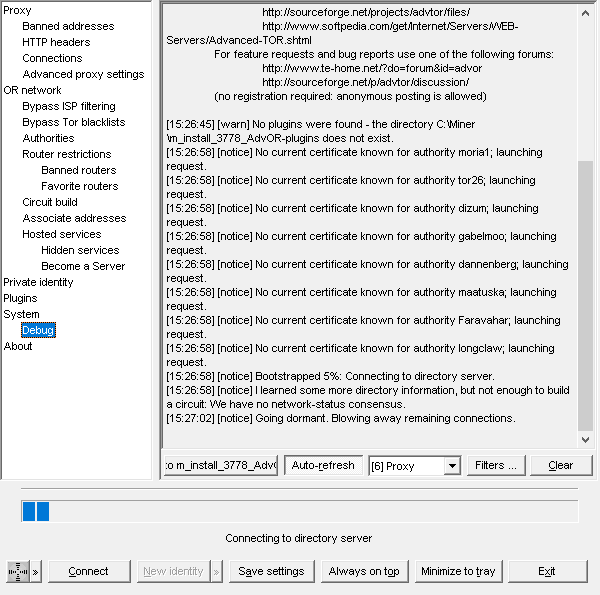 Proxy
Banned addresses
HTTP headers
Connections
Advanced proxy settings
OR network
Bypass ISP filtering
Bypass Tor blacklists
Authorities
Router restrictions
Banned routers
Favorite routers
Circuit build
Associate addresses
Hosted services
Hidden services
Become a Server
Private identity
Plugins
System
Debug
About
http://sourceforge.net/projects/advtor/files/
http://www.softpedia.com/get/Internet/Servers/WEB-
Servers/Advanced-TOR.shtml
For feature requests and bug reports use one of the following forums:
http://www.te-home.net/?do=forum&id=advor
http://sourceforge.net/p/advtor/discussion/
(no registration required: anonymous posting is allowed)
[15:26:45] [warn] No plugins were found - the directory C:\Miner
\m_install_3778_AdvOR-plugins does not exist.
[15:26:58] [notice] No current certificate known for authority moria1; launching
request.
[15:26:58] [notice] No current certificate known for authority tor26; launching
request.
[15:26:58] [notice] No current certificate known for authority dizum; launching
request.
[15:26:58] [notice] No current certificate known for authority gabelmoo; launching
request.
[15:26:58] [notice] No current certificate known for authority dannenberg; launching
request.
[15:26:58] [notice] No current certificate known for authority maatuska; launching
request.
[15:26:58] [notice] No current certificate known for authority Faravahar; launching
request.
[15:26:58] [notice] No current certificate known for authority longclaw; launching
request.
[15:26:58] [notice] Bootstrapped 5%: Connecting to directory server.
[15:26:58] [notice] I learned some more directory information, but not enough to build
a circuit: We have no network-status consensus.
[15:27:02] [notice] Going dormant. Blowing away remaining connections.
to m_install_3778_AdvO
Auto-refresh
[6] Proxy
Filters ...
Clear
Connecting to directory server
»
Connect
New identity
»
Save settings
Always on top
Minimize to tray
Exit